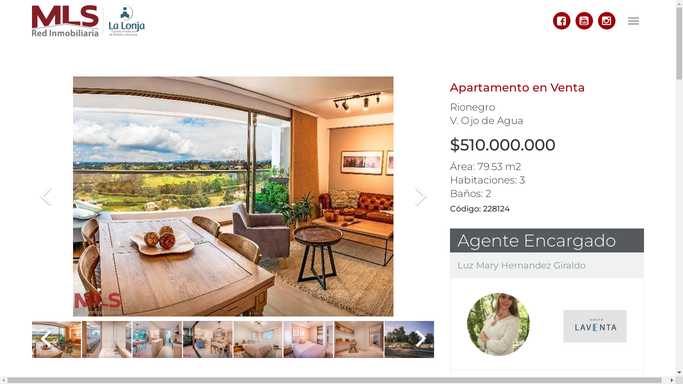 MLS
Red Inmobiliaria
La Lonja
Apartamento en Venta
Rionegro
V. Ojo de Agua
$510.000.000
Área: 79.53 m2
Habitaciones: 3
Baños: 2
Código: 228124
Agente Encargado
Luz Mary Hernandez Giraldo
MLS
LAVENTA